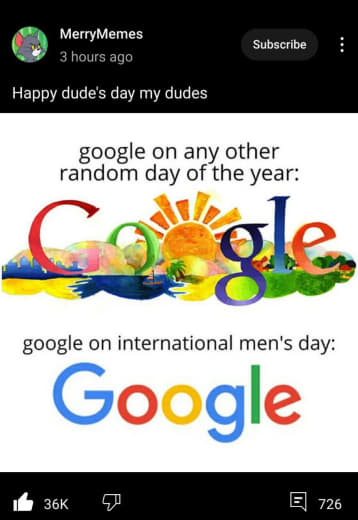 MerryMemes
3 hours ago
Subscribe
Happy dude's day my dudes
google on any other
random day of the year:
Google
google on international men's day:
Google
36K
726